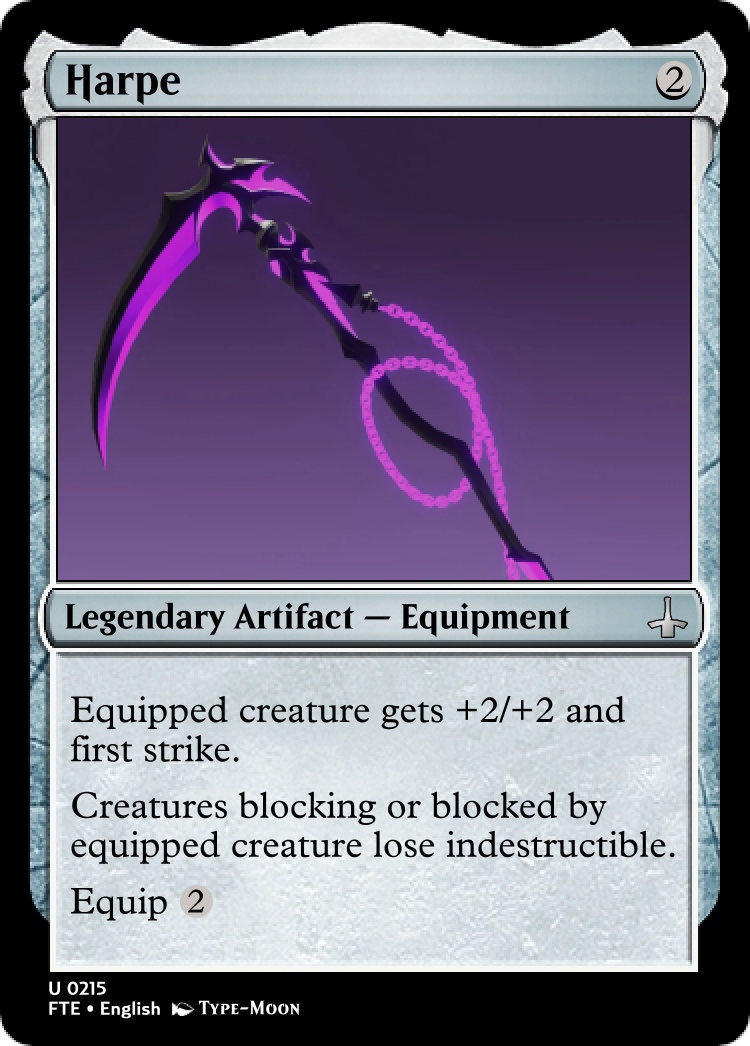 Harpe 2
Legendary Artifact — Equipment
Equipped creature gets +2/+2 and
first strike.
Creatures blocking or blocked by
equipped creature lose indestructible.
Equip 2
U 0215
FTE • English Type-Moon